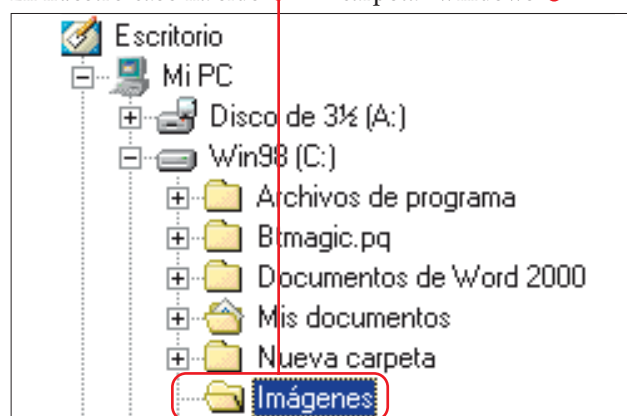 Escritorio
Mi PC
Disco de 3½ (A:)
Win98 (C:)
Archivos de programa
Btmagic.pq
Documentos de Word 2000
Mis documentos
Nueva carpeta
Imágenes